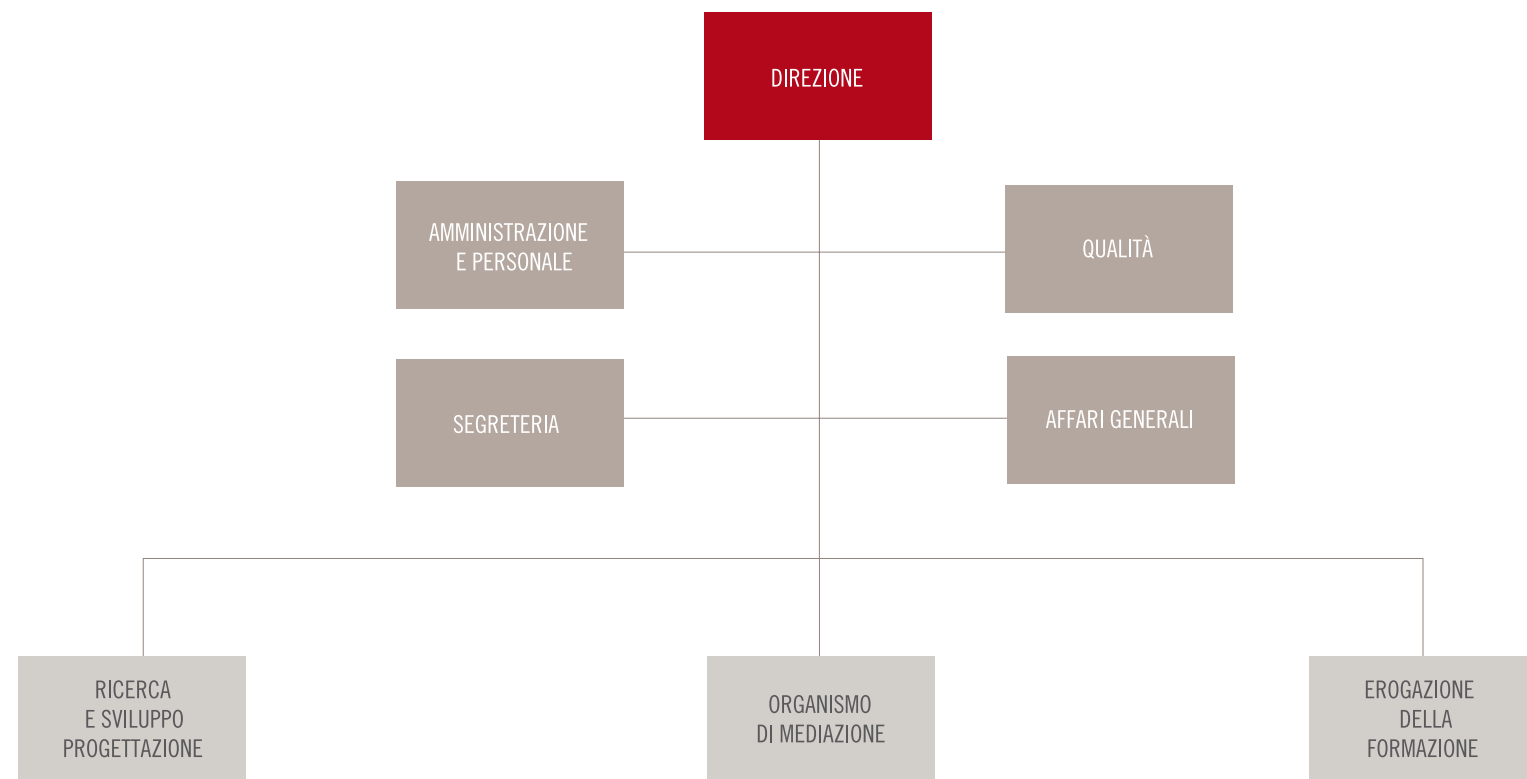 DIREZIONE
AMMINISTRAZIONE
E PERSONALE
QUALITÀ
SEGRETERIA
AFFARI GENERALI
RICERCA
E SVILUPPO
PROGETTAZIONE
ORGANISMO
DI MEDIAZIONE
EROGAZIONE
DELLA
FORMAZIONE